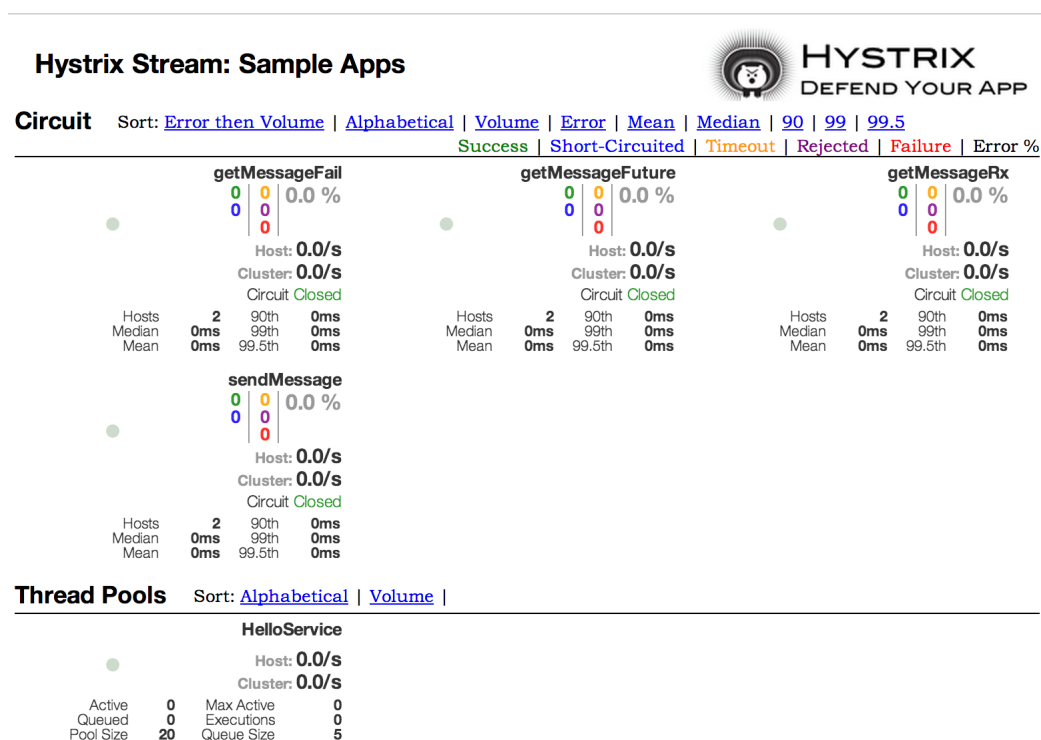 Hystrix Stream: Sample Apps
HYSTRIX
DEFEND YOUR APP
Circuit Sort: Error then Volume | Alphabetical | Volume | Error | Mean | Median | 90 | 99 | 99.5
Success | Short-Circuited | Timeout | Rejected | Failure | Error %
getMessageFail getMessageFuture getMessageRx
0 0 0.0 % 0 0 0.0 % 0 0 0.0 %
0 0 0 0 0 0
0 0 0
Host: 0.0/s Host: 0.0/s Host: 0.0/s
Cluster: 0.0/s Cluster: 0.0/s Cluster: 0.0/s
Circuit Closed Circuit Closed Circuit Closed
Hosts 2 90th 0ms Hosts 2 90th 0ms Hosts 2 90th 0ms
Median 0ms 99th 0ms Median 0ms 99th 0ms Median 0ms 99th 0ms
Mean 0ms 99.5th 0ms Mean 0ms 99.5th 0ms Mean 0ms 99.5th 0ms
sendMessage
0 0 0.0 %
0 0
0
Host: 0.0/s
Cluster: 0.0/s
Circuit Closed
Hosts 2 90th 0ms
Median 0ms 99th 0ms
Mean 0ms 99.5th 0ms
Thread Pools Sort: Alphabetical | Volume |
HelloService
Host: 0.0/s
Cluster: 0.0/s
Active 0 Max Active 0
Queued 0 Executions 0
Pool Size 20 Queue Size 5